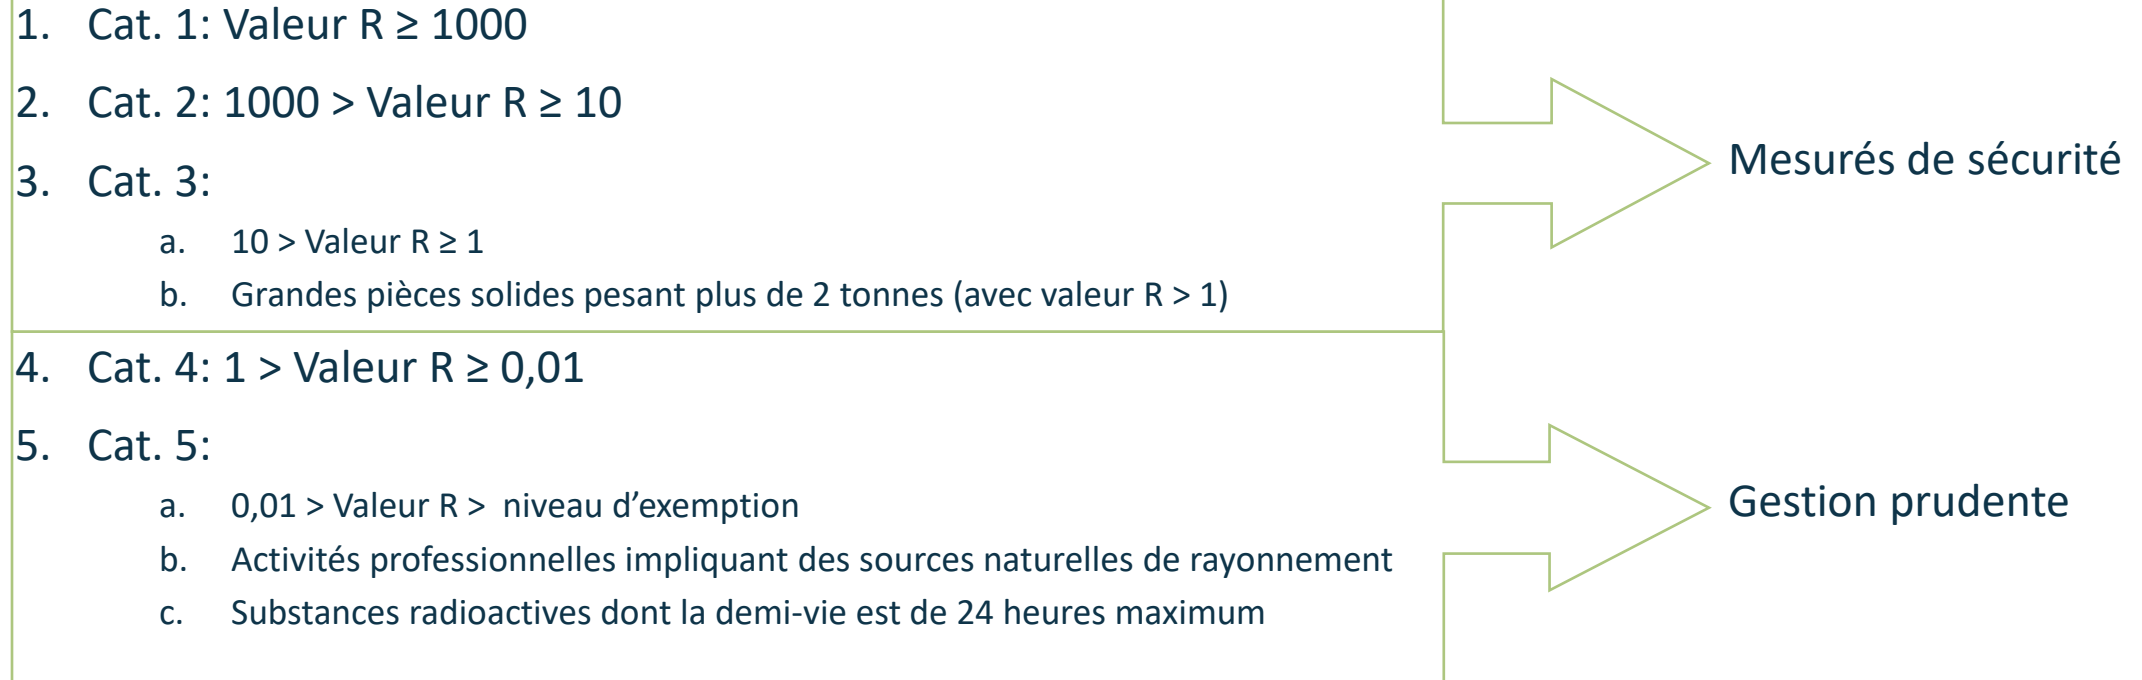 1. Cat. 1: Valeur R ≥ 1000
2. Cat. 2: 1000 > Valeur R ≥ 10
3. Cat. 3:
a. 10 > Valeur R ≥ 1
b. Grandes pièces solides pesant plus de 2 tonnes (avec valeur R > 1)
Mesurés de sécurité
4. Cat. 4: 1 > Valeur R ≥ 0,01
5. Cat. 5:
a. 0,01 > Valeur R > niveau d’exemption
b. Activités professionnelles impliquant des sources naturelles de rayonnement
c. Substances radioactives dont la demi-vie est de 24 heures maximum
Gestion prudente